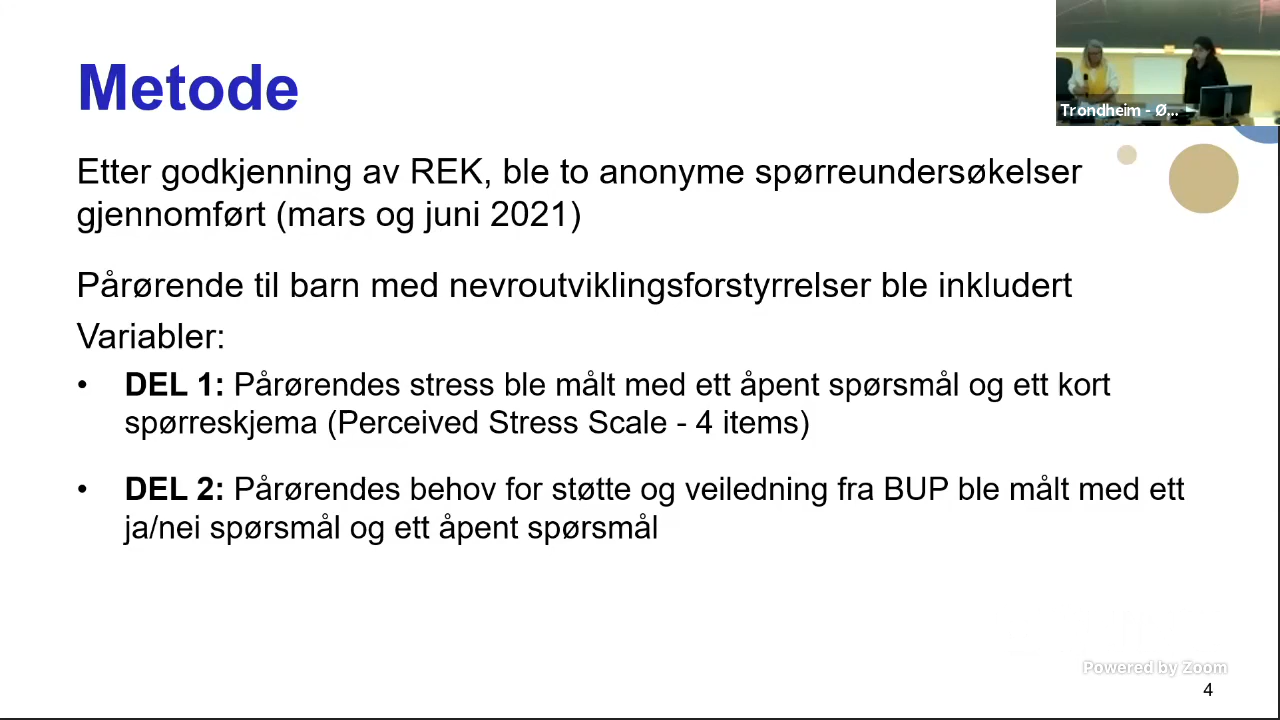 Metode
Trondheim - Ø...
Etter godkjenning av REK, ble to anonyme spørreundersøkelser
gjennomført (mars og juni 2021)
Pårørende til barn med nevroutviklingsforstyrrelser ble inkludert
Variabler:
• DEL 1: Pårørendes stress ble målt med ett åpent spørsmål og ett kort
spørreskjema (Perceived Stress Scale - 4 items)
• DEL 2: Pårørendes behov for støtte og veiledning fra BUP ble målt med ett
ja/nei spørsmål og ett åpent spørsmål
Powered by Zoom
4